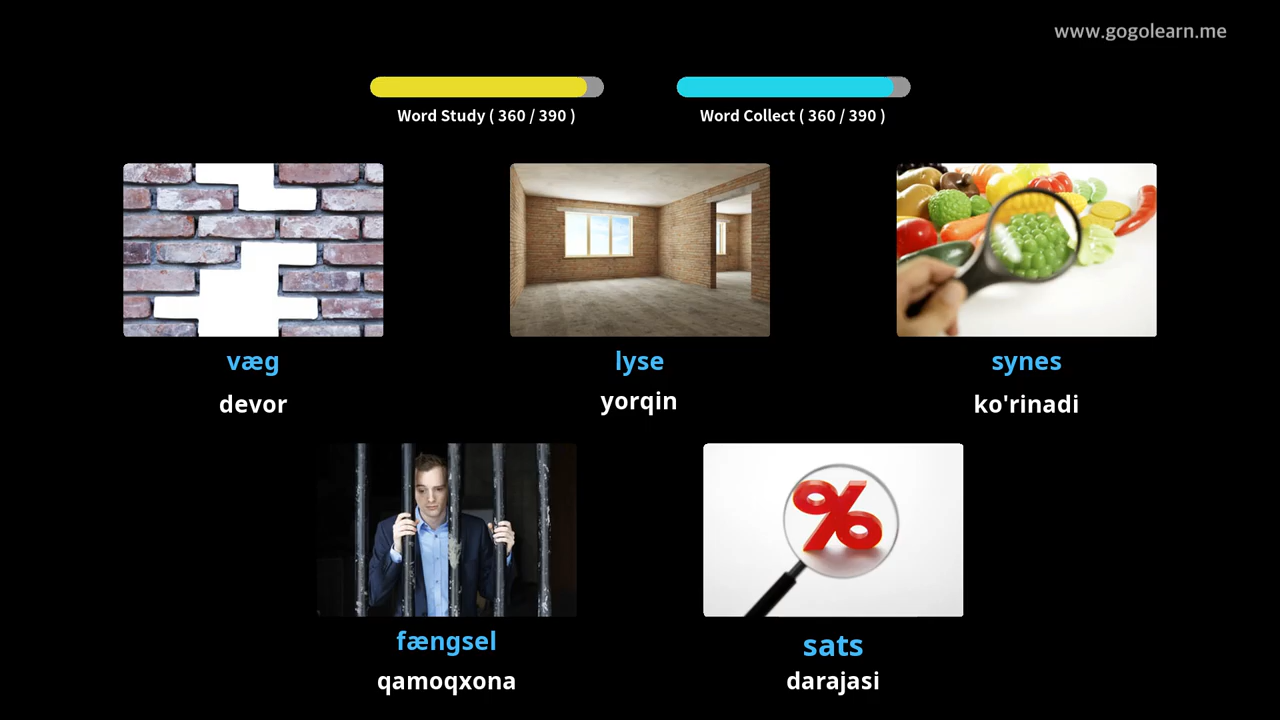 www.gogolearn.me
Word Study ( 360 / 390 )
Word Collect ( 360 / 390 )
væg
devor
lyse
yorqin
synes
ko'rinadi
fængsel
qamoqxona
%
sats
darajasi